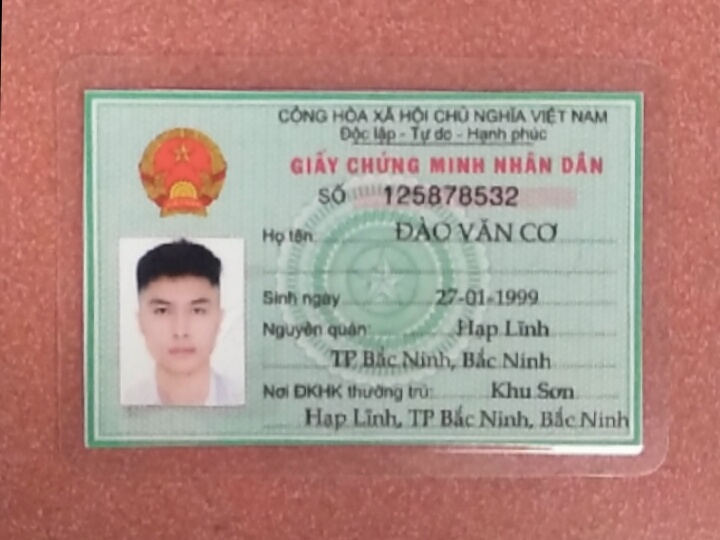 CỘNG HÒA XÃ HỘI CHỦ NGHĨA VIỆT NAM
Độc lập - Tự do - Hạnh phúc
GIẤY CHỨNG MINH NHÂN DÂN
SỐ 125878532
Họ tên ĐÀO VĂN CƠ
Sinh ngày 27-01-1999
Nguyên quán: Hạp Lĩnh
TP Bắc Ninh, Bắc Ninh
Nơi ĐKHK thường trú: Khu Sơn
Hạp Lĩnh, TP Bắc Ninh, Bắc Ninh